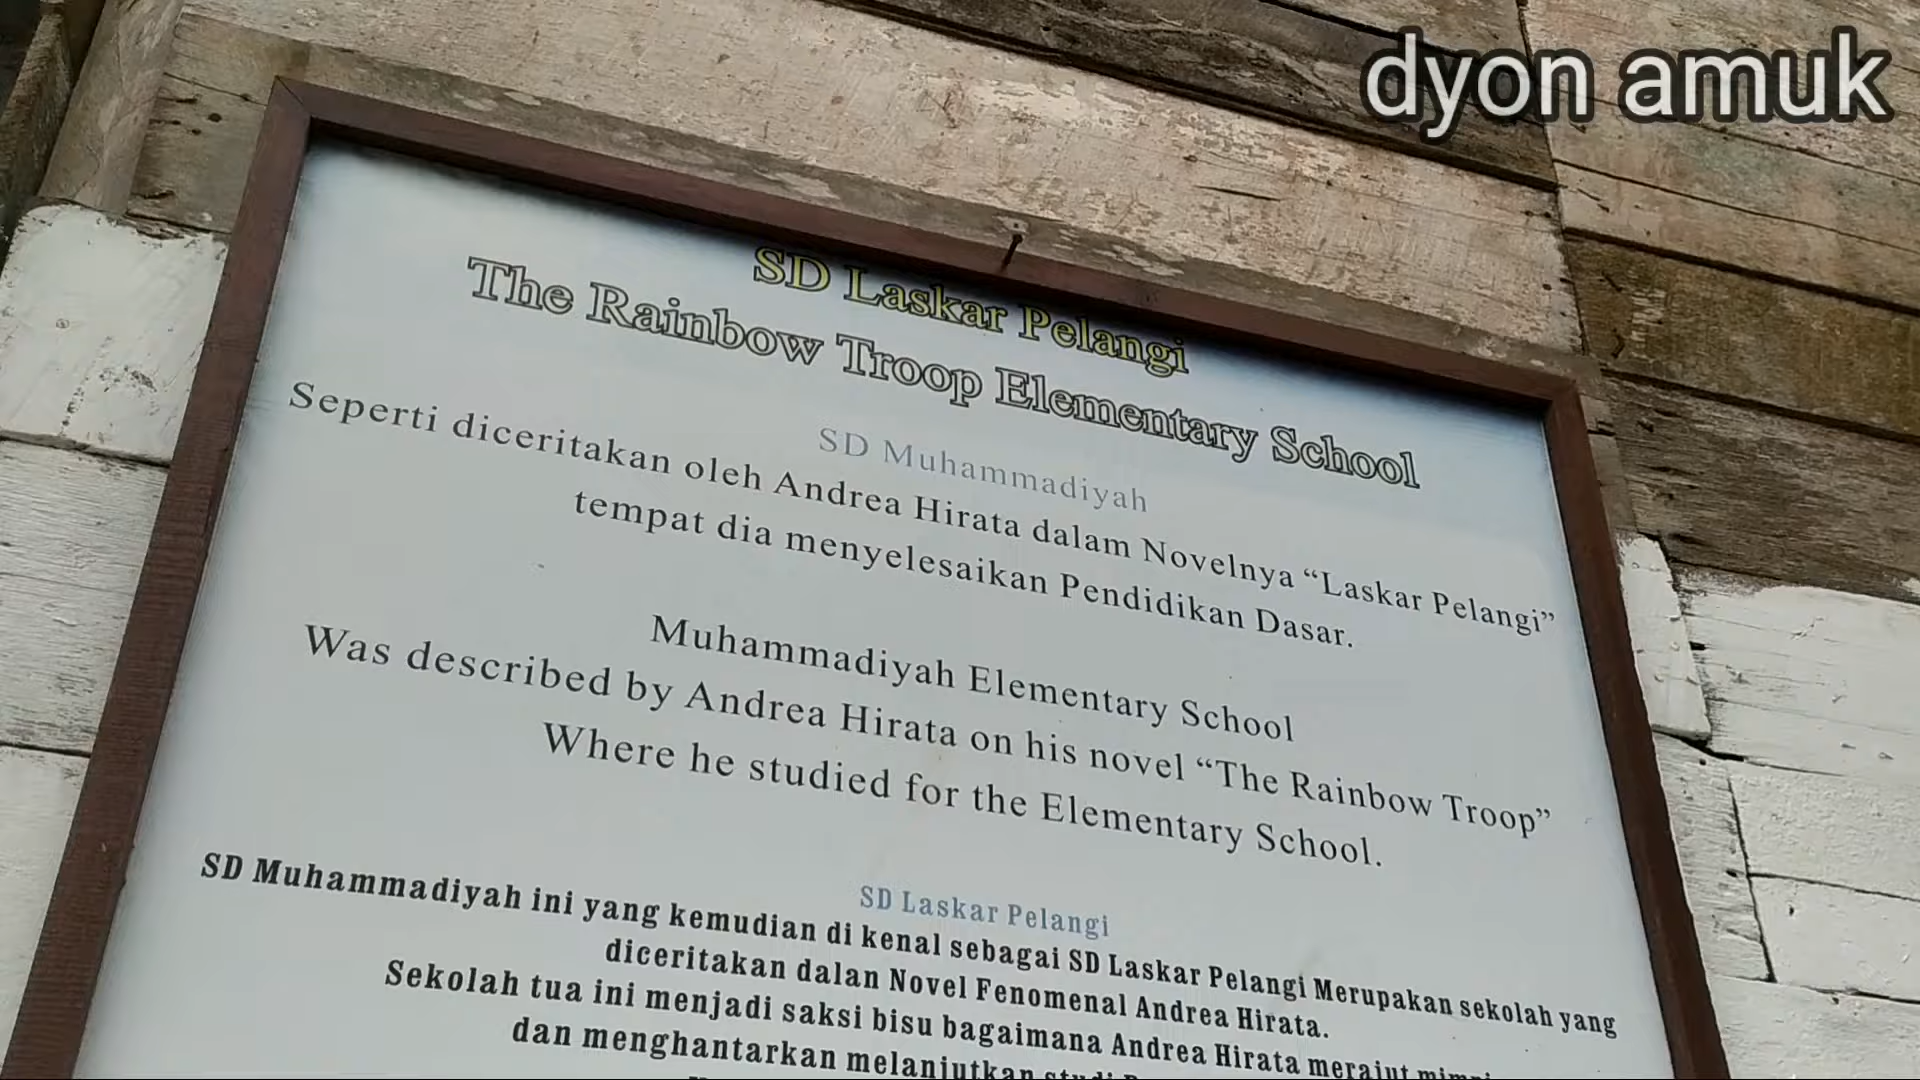 dyon amuk
SD Laskar Pelangi
The Rainbow Troop Elementary School
SD Muhammadiyah
Seperti diceritakan oleh Andrea Hirata dalam Novelnya “Laskar Pelangi”
tempat dia menyelesaikan Pendidikan Dasar.
Muhammadiyah Elementary School
Was described by Andrea Hirata on his novel “The Rainbow Troop”
Where he studied for the Elementary School.
SD Laskar Pelangi
SD Muhammadiyah ini yang kemudian di kenal sebagai SD Laskar Pelangi Merupakan sekolah yang
diceritakan dalan Novel Fenomenal Andrea Hirata.
Sekolah tua ini menjadi saksi bisu bagaimana Andrea Hirata merajut mimpi
dan menghantarkan melanjutkan studi